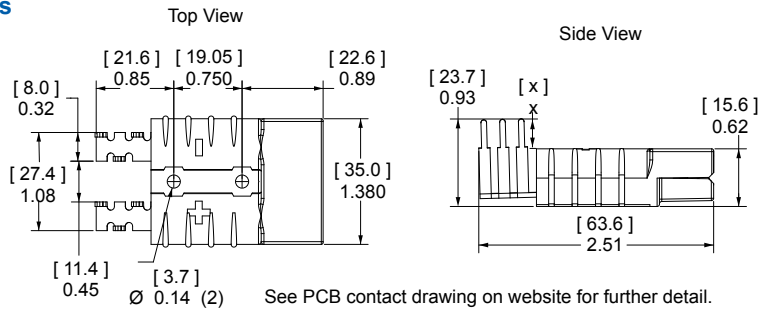 s
Top View
Side View
[ 21.6 ] [ 19.05 ] [ 22.6 ]
0.85 0.750 0.89
[ 8.0 ]
0.32
[ 27.4 ]
1.08
[ 35.0 ]
1.380
[ 11.4 ]
0.45
[ 3.7 ]
Ø 0.14 (2)
[ 23.7 ]
0.93
[ x ]
x
[ 15.6 ]
0.62
[ 63.6 ]
2.51
See PCB contact drawing on website for further detail.